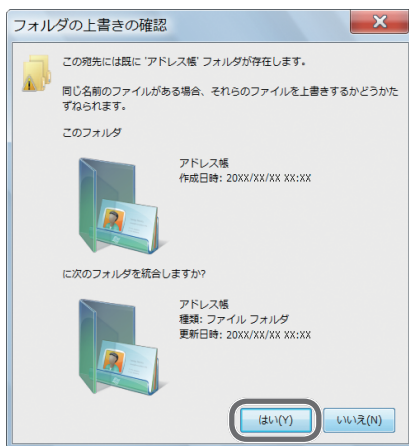 フォルダの上書きの確認
この宛先には既に 'アドレス帳' フォルダが存在します。
同じ名前のファイルがある場合、それらのファイルを上書きするかどうかた
ずねられます。
このフォルダ
アドレス帳
作成日時: 20XX/XX/XX XX:XX
に次のフォルダを統合しますか?
アドレス帳
種類: ファイル フォルダ
更新日時: 20XX/XX/XX XX:XX
はい(Y)
いいえ(N)